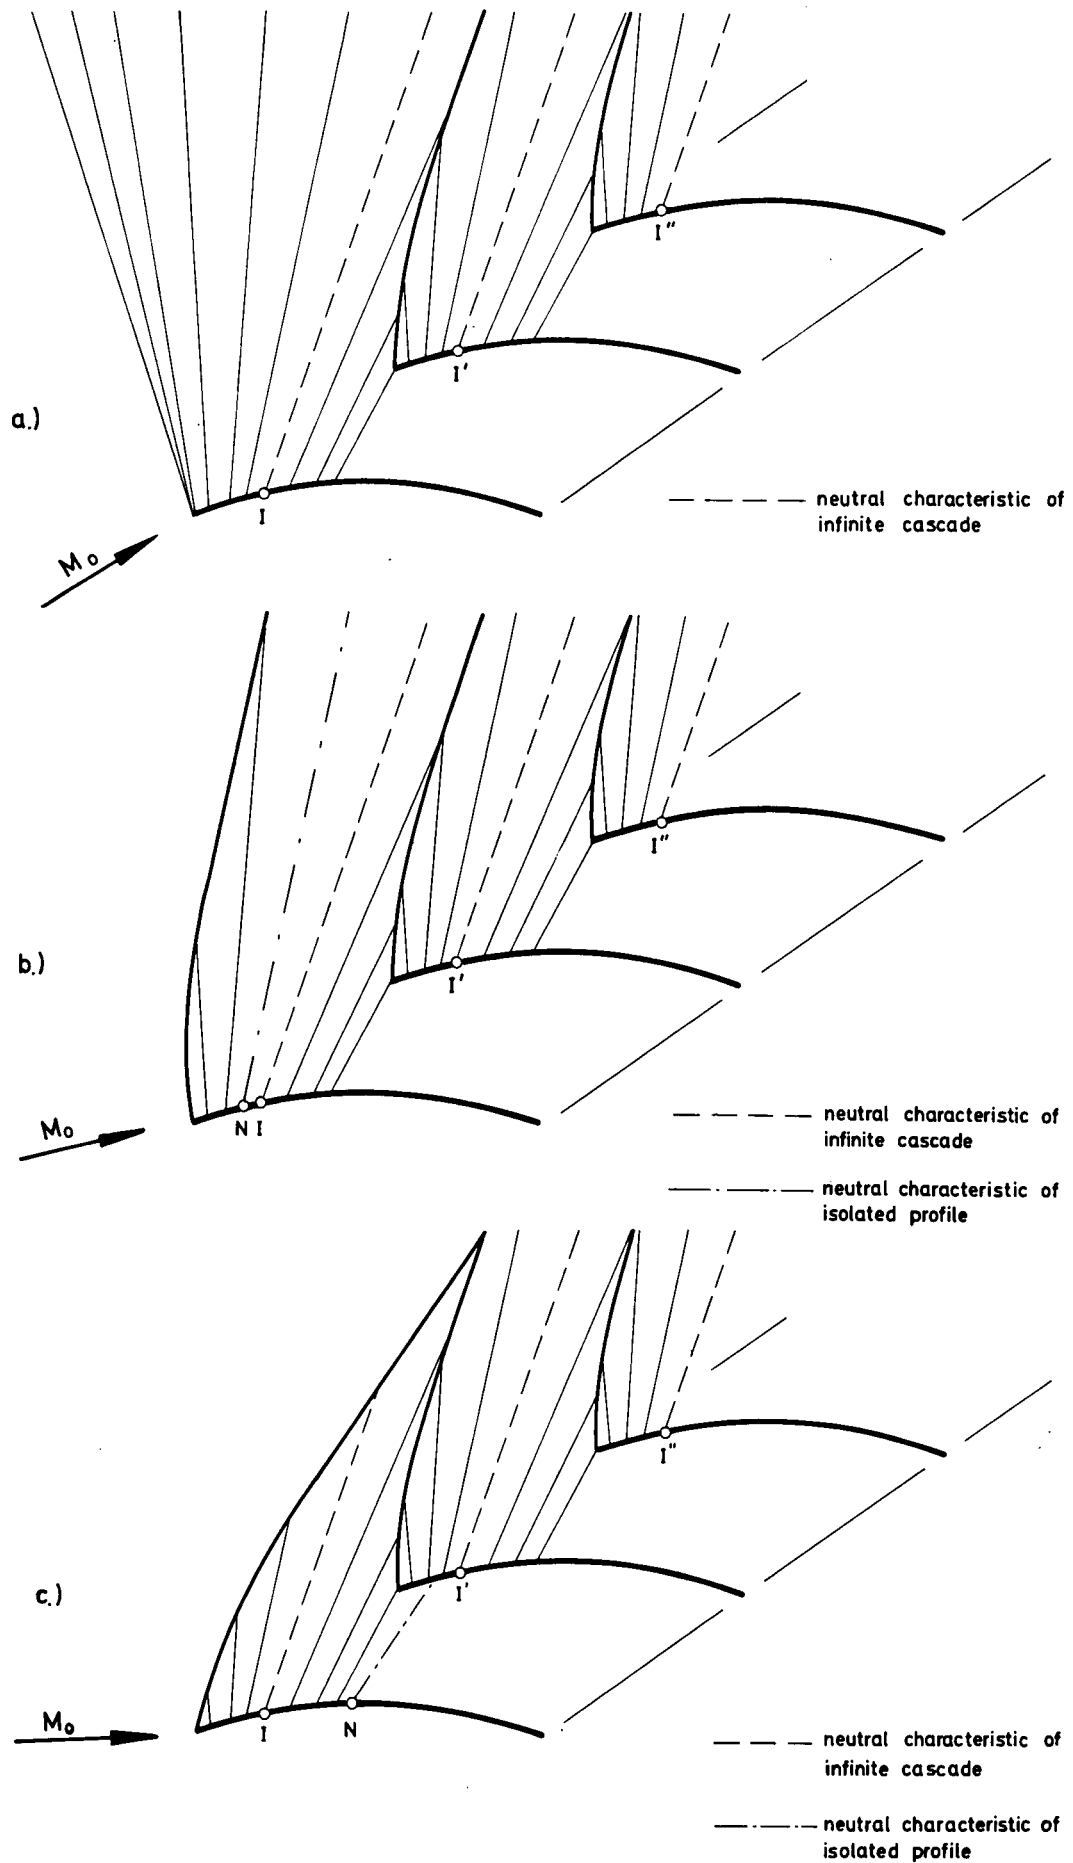 I"
I'
a.)
I
neutral characteristic of
infinite cascade
M₀
I"
b.)
I'
N I
M₀
neutral characteristic of
infinite cascade
neutral characteristic of
isolated profile
I"
c.)
I'
M₀
I
N
neutral characteristic of
infinite cascade
neutral characteristic of
isolated profile